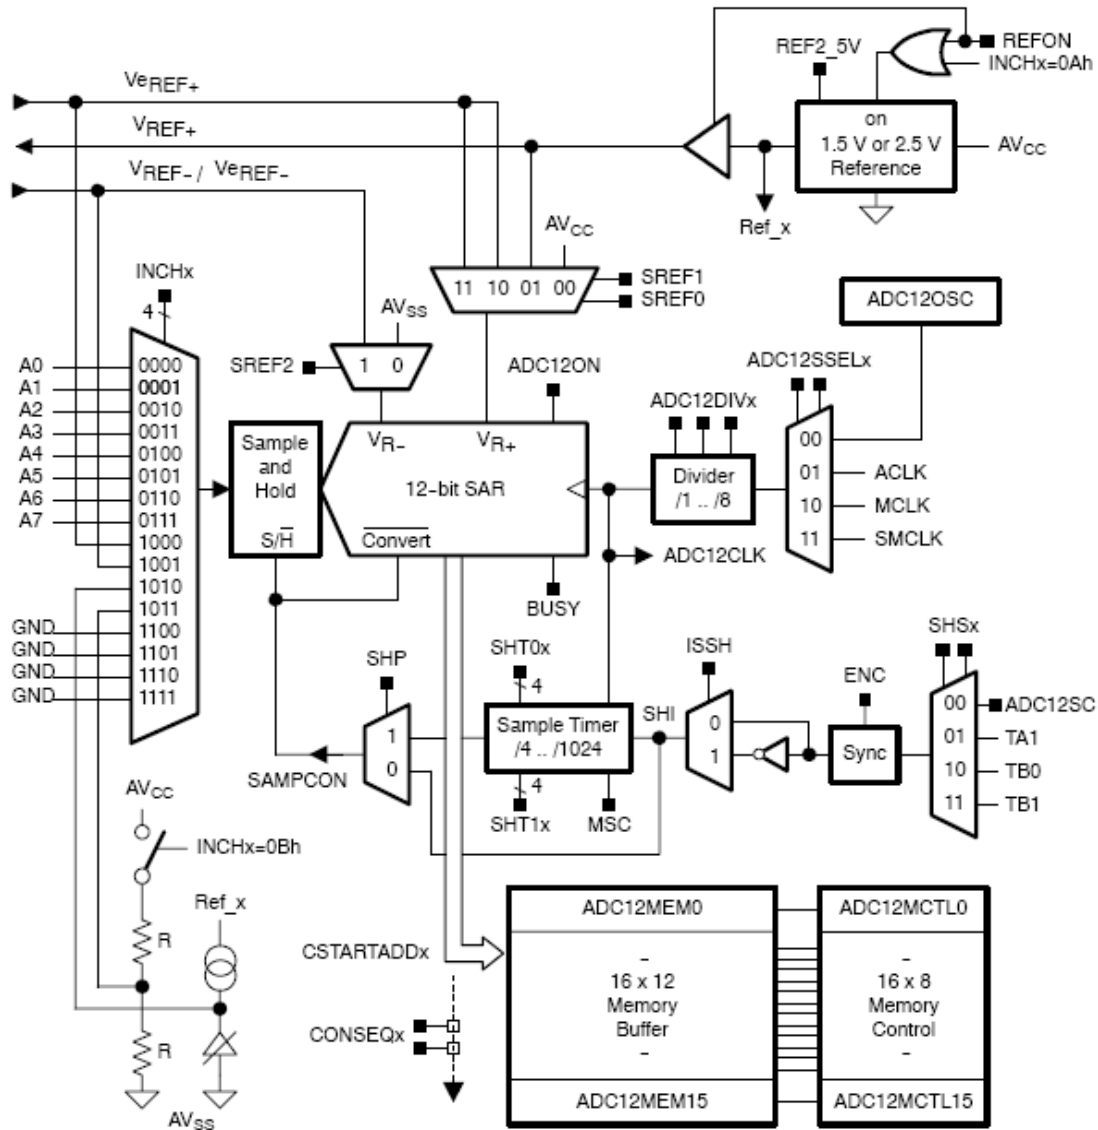 REF2_5V
REFON
INCHx=0Ah
VeREF+
VREF+
VREF− / VeREF−
on
1.5 V or 2.5 V
Reference
AVCC
Ref_x
AVCC
INCHx
4
11 10 01 00
SREF1
SREF0
ADC12OSC
AVSS
SREF2
1 0
ADC12ON
ADC12SSELx
ADC12DIVx
A0
A1
A2
A3
A4
A5
A6
A7
GND
GND
GND
GND
0000
0001
0010
0011
0100
0101
0110
0111
1000
1001
1010
1011
1100
1101
1110
1111
Sample
and
Hold
S/H
VR−
VR+
12−bit SAR
Convert
Divider
/1 .. /8
00
01
10
11
ACLK
MCLK
SMCLK
ADC12CLK
BUSY
SHP
SHT0x
4
ISSH
ENC
SHSx
1
0
SAMPCON
Sample Timer
/4 .. /1024
4
SHT1x
MSC
SHI
0
1
Sync
00
01
10
11
ADC12SC
TA1
TB0
TB1
AVCC
INCHx=0Bh
Ref_x
R
R
AVSS
CSTARTADDx
CONSEQx
ADC12MEM0
−
16 x 12
Memory
Buffer
−
ADC12MEM15
ADC12MCTL0
−
16 x 8
Memory
Control
−
ADC12MCTL15